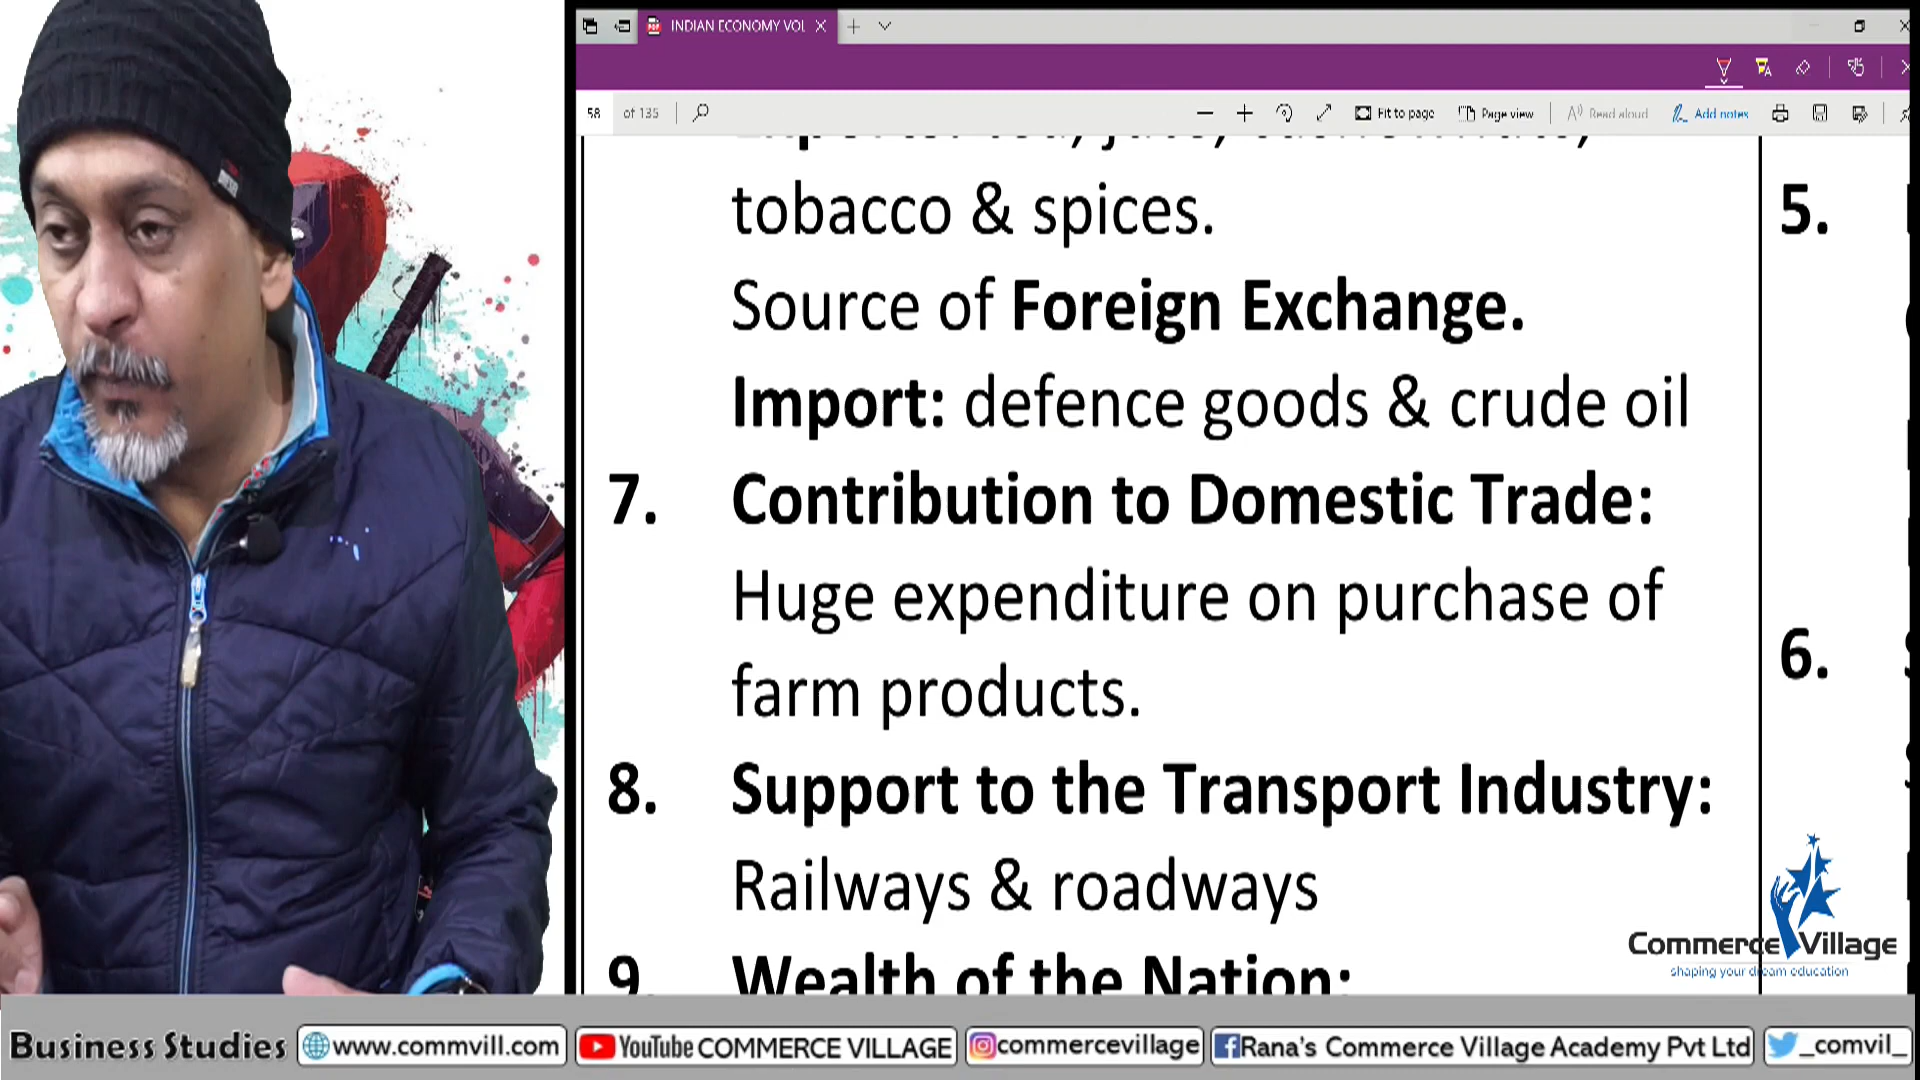 INDIAN ECONOMY VOL
58 of 135
Fit to page
Page view
Read aloud
Add notes
tobacco & spices.
Source of Foreign Exchange.
Import: defence goods & crude oil
7. Contribution to Domestic Trade:
Huge expenditure on purchase of
farm products.
8. Support to the Transport Industry:
Railways & roadways
9. Wealth of the Nation:
5.
6.
Commerce Village
shaping your dream education
Business Studies
www.commvill.com
YouTube COMMERCE VILLAGE
commercevillage
Rana's Commerce Village Academy Pvt Ltd
_comvil_